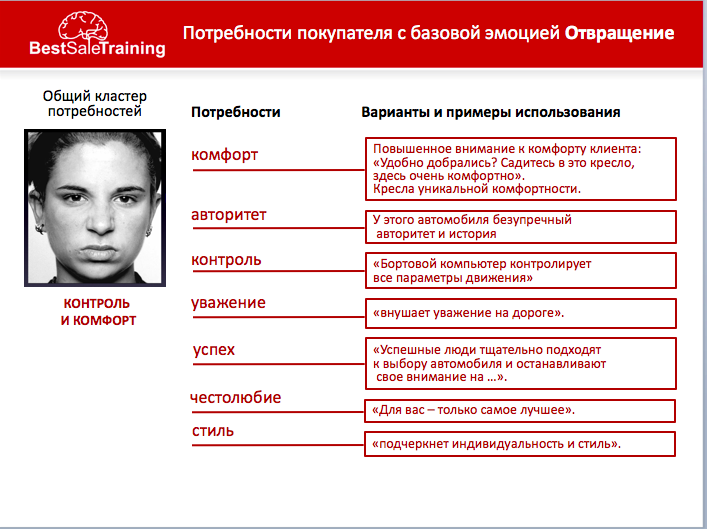 BestSaleTraining
Потребности покупателя с базовой эмоцией Отвращение
Общий кластер
потребностей
КОНТРОЛЬ
И КОМФОРТ
Потребности
Варианты и примеры использования
комфорт
Повышенное внимание к комфорту клиента:
«Удобно добрались? Садитесь в это кресло,
здесь очень комфортно».
Кресла уникальной комфортности.
авторитет
У этого автомобиля безупречный
авторитет и история
контроль
«Бортовой компьютер контролирует
все параметры движения»
уважение
«внушает уважение на дороге».
успех
«Успешные люди тщательно подходят
к выбору автомобиля и останавливают
свое внимание на …».
честолюбие
«Для вас – только самое лучшее».
стиль
«подчеркнет индивидуальность и стиль».